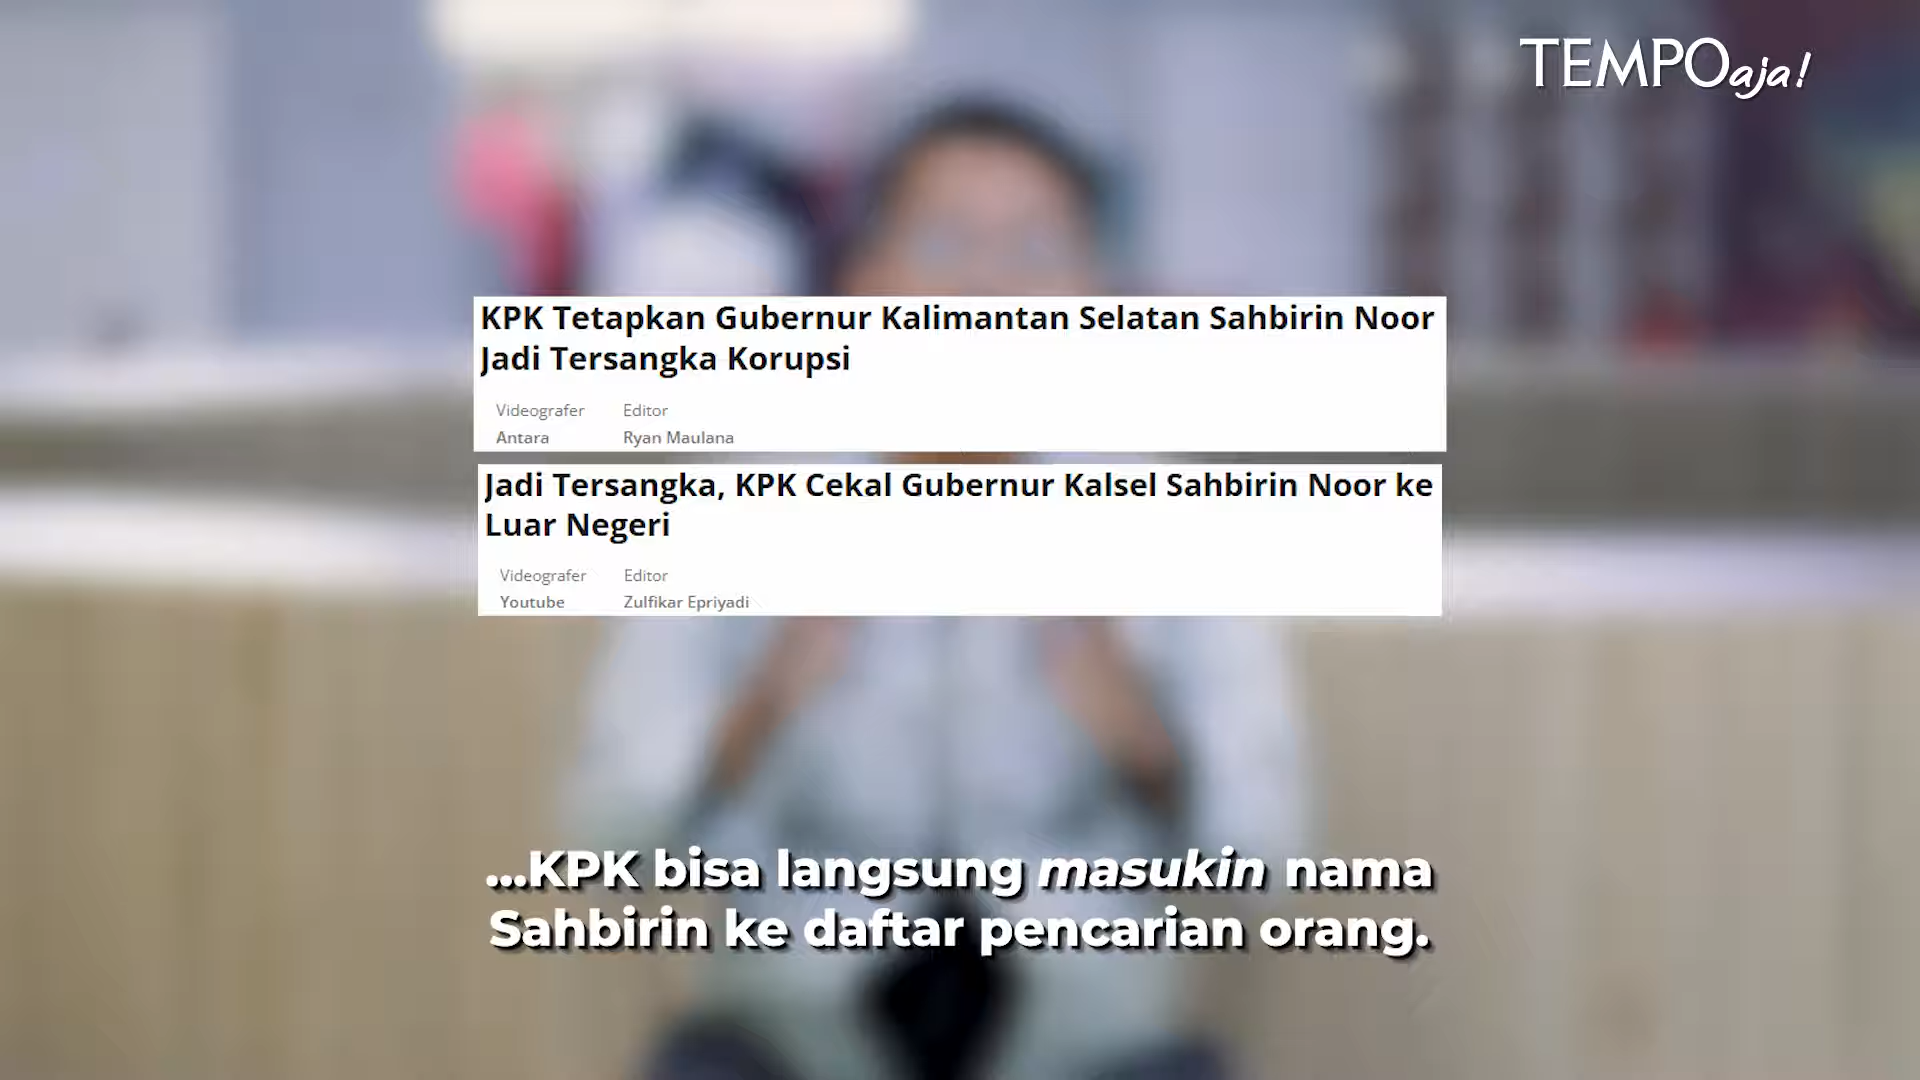 TEMPO aja!
KPK Tetapkan Gubernur Kalimantan Selatan Sahbirin Noor
Jadi Tersangka Korupsi
Videografer Editor
Antara Ryan Maulana
Jadi Tersangka, KPK Cekal Gubernur Kalsel Sahbirin Noor ke
Luar Negeri
Videografer Editor
Youtube Zulfikar Epriyadi
...KPK bisa langsung masukin nama
Sahbirin ke daftar pencarian orang.